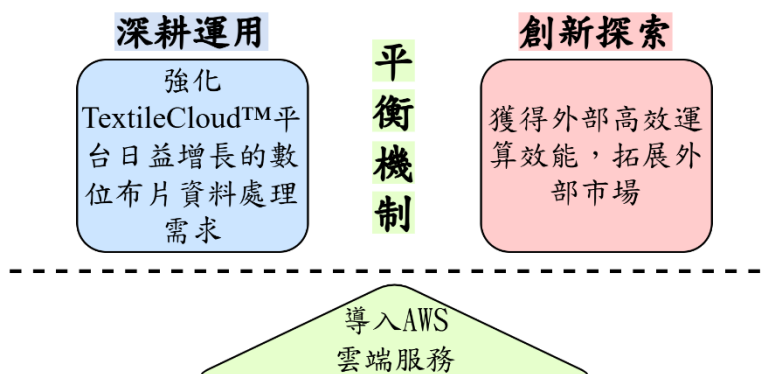 深耕運用
強化
TextileCloud™平
台日益增長的數
位布片資料處理
需求
平
衡
機
制
創新探索
獲得外部高效運
算效能，拓展外
部市場
導入AWS
雲端服務